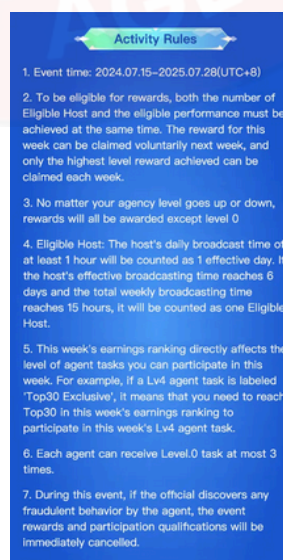 Activity Rules
1. Event time: 2024.07.15-2025.07.28(UTC+8)
2. To be eligible for rewards, both the number of
Eligible Host and the eligible performance must be
achieved at the same time. The reward for this
week can be claimed voluntarily next week, and
only the highest level reward achieved can be
claimed each week.
3. No matter your agency level goes up or down,
rewards will all be awarded except level 0
4. Eligible Host: The host's daily broadcast time of
at least 1 hour will be counted as 1 effective day. If
the host's effective broadcasting time reaches 6
days and the total weekly broadcasting time
reaches 15 hours, it will be counted as one Eligible
Host.
5. This week's earnings ranking directly affects the
level of agent tasks you can participate in this
week. For example, if a Lv4 agent task is labeled
'Top30 Exclusive', it means that you need to reach
Top30 in this week's earnings ranking to
participate in this week's Lv4 agent task.
6. Each agent can receive Level.0 task at most 3
times.
7. During this event, if the official discovers any
fraudulent behavior by the agent, the event
rewards and participation qualifications will be
immediately cancelled.